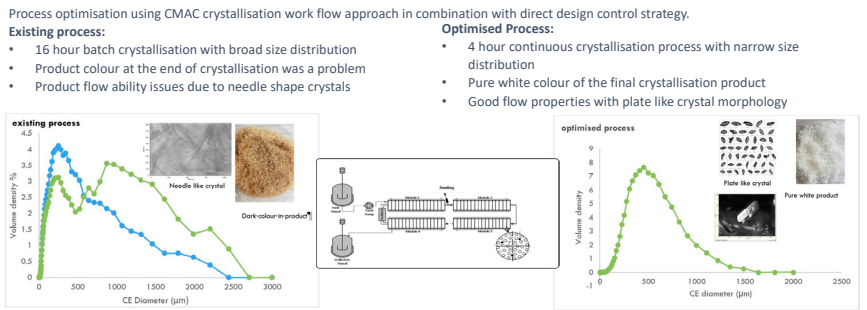 Process optimisation using CMAC crystallisation work flow approach in combination with direct design control strategy.
Existing process:
• 16 hour batch crystallisation with broad size distribution
• Product colour at the end of crystallisation was a problem
• Product flow ability issues due to needle shape crystals
Optimised Process:
• 4 hour continuous crystallisation process with narrow size
distribution
• Pure white colour of the final crystallisation product
• Good flow properties with plate like crystal morphology
existing process
4.5
4
3.5
3
2.5
2
1.5
1
0.5
0
Volume density %
0 500 1000 1500 2000 2500 3000
CE Diameter (µm)
Needle like crystal
Dark-colour-in-product¶
Seeding
Module 1
Module 2
Module 3
Module 4
Feed
Vessel
Pump
Collection
Vessel
optimised process
9
8
7
6
5
4
3
2
1
0
-1
Volume density
0 500 1000 1500 2000 2500
CE diameter (µm)
Plate like crystal
Pure white product